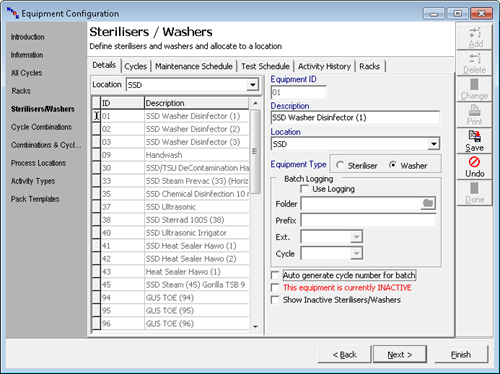 Equipment Configuration
Introduction
Information
All Cycles
Racks
Sterilisers/Washers
Cycle Combinations
Combinations & Cycl...
Process Locations
Activity Types
Pack Templates
Sterilisers / Washers
Define sterilisers and washers and allocate to a location
Details Cycles Maintenance Schedule Test Schedule Activity History Racks
Location SSD
ID Description
01 SSD Washer Disinfector (1)
02 SSD Washer Disinfector (2)
03 SSD Washer Disinfector (3)
09 Handwash
30 SSD/TSU DeContamination Ha
33 SSD Steam Prevac (33) (Horiz
35 SSD Chemical Disinfection 10 r
37 SSD Ultrasonic
38 SSD Sterrad 100S (38)
40 SSD Ultrasonic Irrigator
41 SSD Heat Sealer Hawo (1)
42 SSD Heat Sealer Hawo (2)
43 Heat Sealer Hawo (1)
45 SSD Steam (45) Gorilla TSB 9
94 GUS TOE (94)
95 GUS TOE (95)
96 GUS TOE (96)
Equipment ID
01
Description
SSD Washer Disinfector (1)
Location
SSD
Equipment Type Steriliser Washer
Batch Logging
Use Logging
Folder
Prefix
Ext.
Cycle
Auto generate cycle number for batch
This equipment is currently INACTIVE
Show Inactive Sterilisers/Washers
Add
Delete
Change
Print
Save
Undo
Done
< Back
Next >
Finish